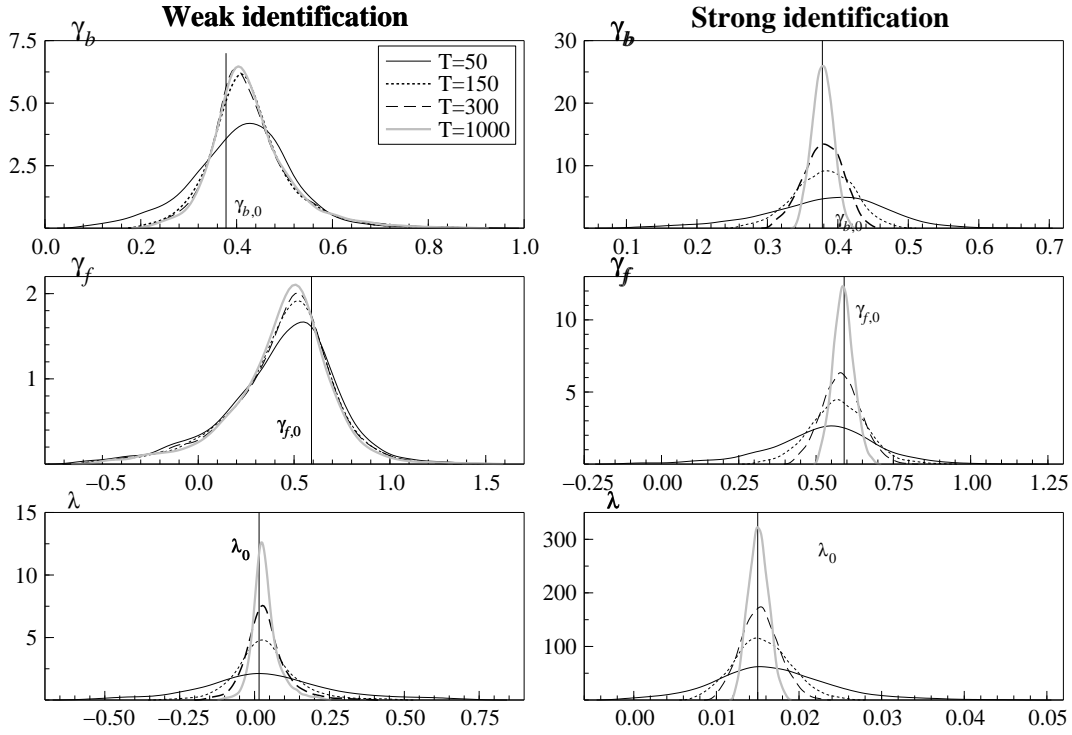 Weak identification
Strong identification
γb
7.5
5.0
2.5
T=50
T=150
T=300
T=1000
γb,0
0.0 0.2 0.4 0.6 0.8 1.0
γb
30
20
10
γb,0
0.1 0.2 0.3 0.4 0.5 0.6 0.7
γf
2
1
γf,0
−0.5 0.0 0.5 1.0 1.5
γf
10
5
γf,0
−0.25 0.00 0.25 0.50 0.75 1.00 1.25
λ
15
10
5
λ0
−0.50 −0.25 0.00 0.25 0.50 0.75
λ
300
200
100
λ0
0.00 0.01 0.02 0.03 0.04 0.05